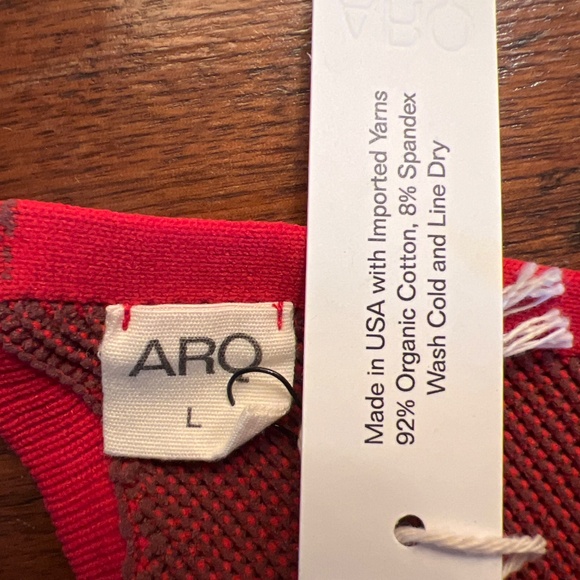 ARQ
L
Made in USA with Imported Yarns
92% Organic Cotton, 8% Spandex
Wash Cold and Line Dry